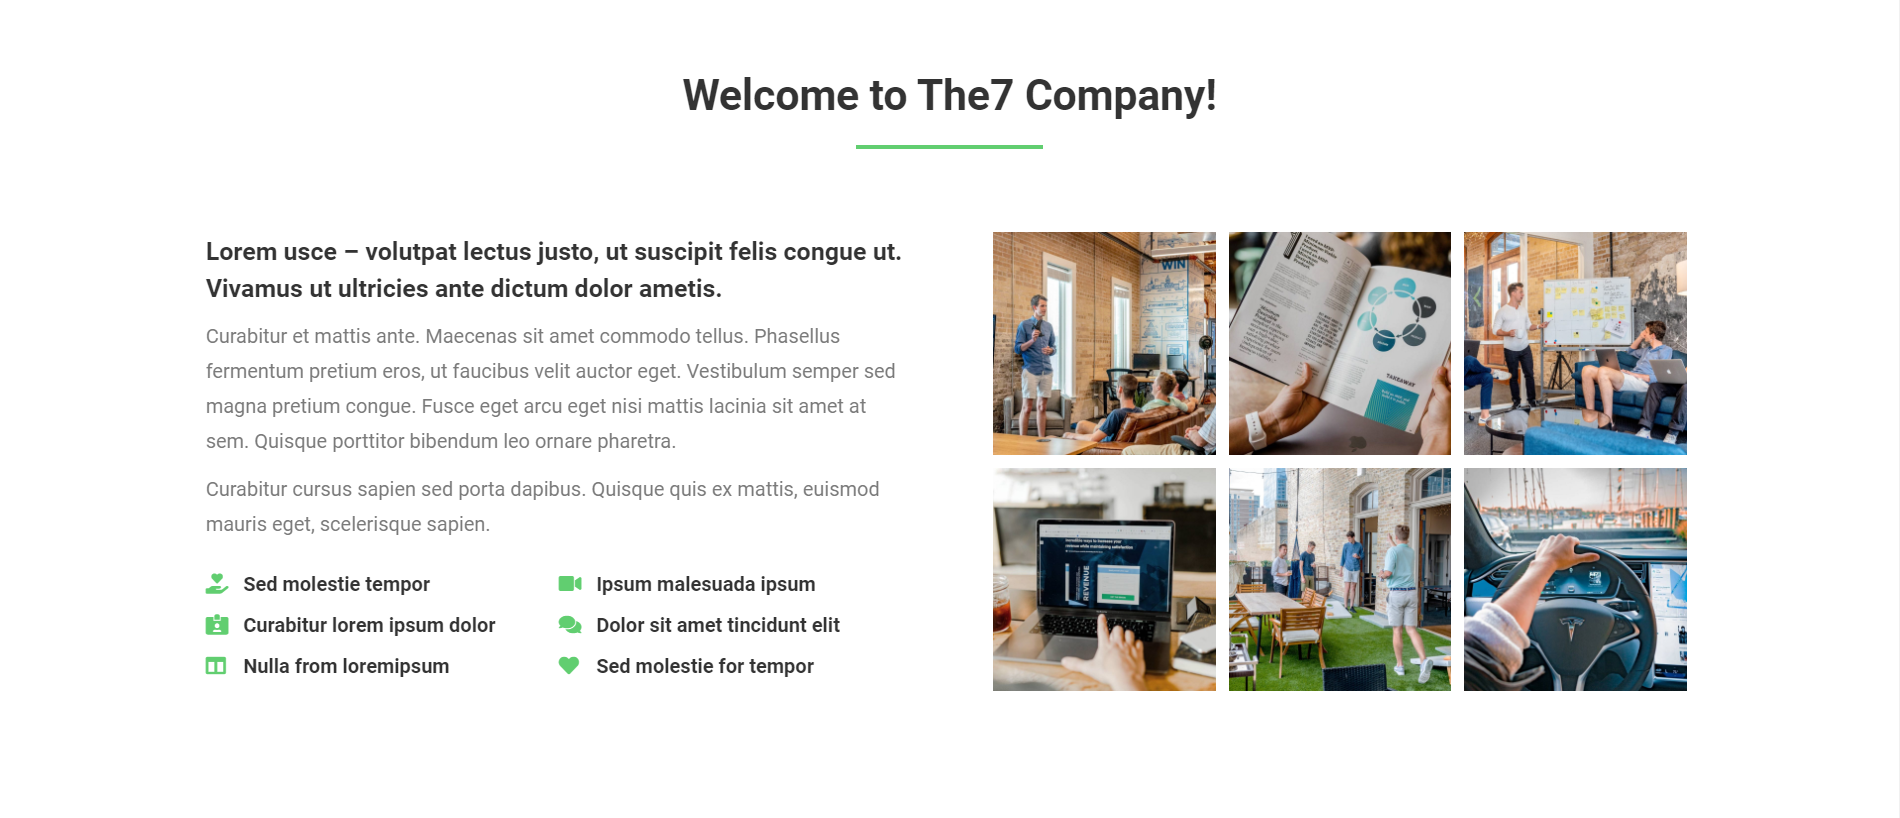 Welcome to The7 Company!
Lorem usce – volutpat lectus justo, ut suscipit felis congue ut.
Vivamus ut ultricies ante dictum dolor ametis.
Curabitur et mattis ante. Maecenas sit amet commodo tellus. Phasellus
fermentum pretium eros, ut faucibus velit auctor eget. Vestibulum semper sed
magna pretium congue. Fusce eget arcu eget nisi mattis lacinia sit amet at
sem. Quisque porttitor bibendum leo ornare pharetra.
Curabitur cursus sapien sed porta dapibus. Quisque quis ex mattis, euismod
mauris eget, scelerisque sapien.
Sed molestie tempor
Curabitur lorem ipsum dolor
Nulla from loremipsum
Ipsum malesuada ipsum
Dolor sit amet tincidunt elit
Sed molestie for tempor
WIN
TAKEAWAY
REVENUE